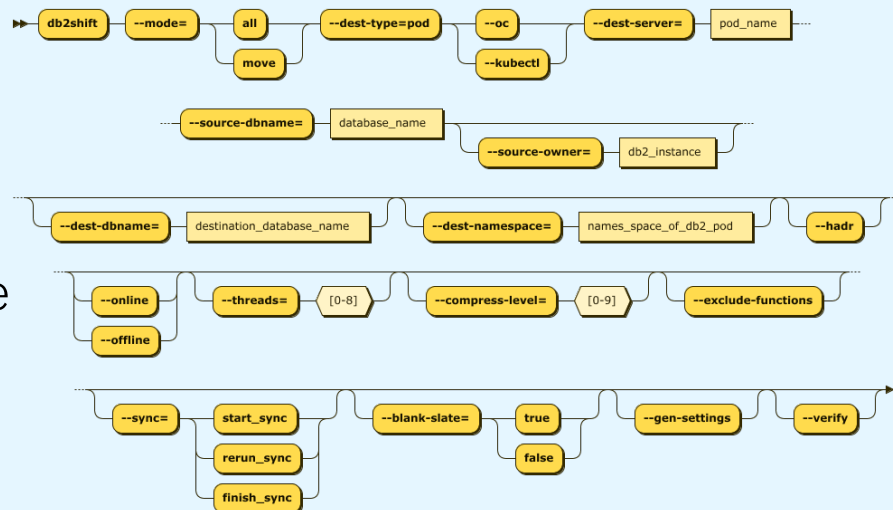 db2shift --mode= all --dest-type=pod --oc --dest-server= pod_name
move --kubectl
--source-dbname= database_name
--source-owner= db2_instance
--dest-dbname= destination_database_name --dest-namespace= names_space_of_db2_pod --hadr
e
--online --threads= [0-8] --compress-level= [0-9] --exclude-functions
--offline
--sync= start_sync --blank-slate= true --gen-settings --verify
rerun_sync false
finish_sync